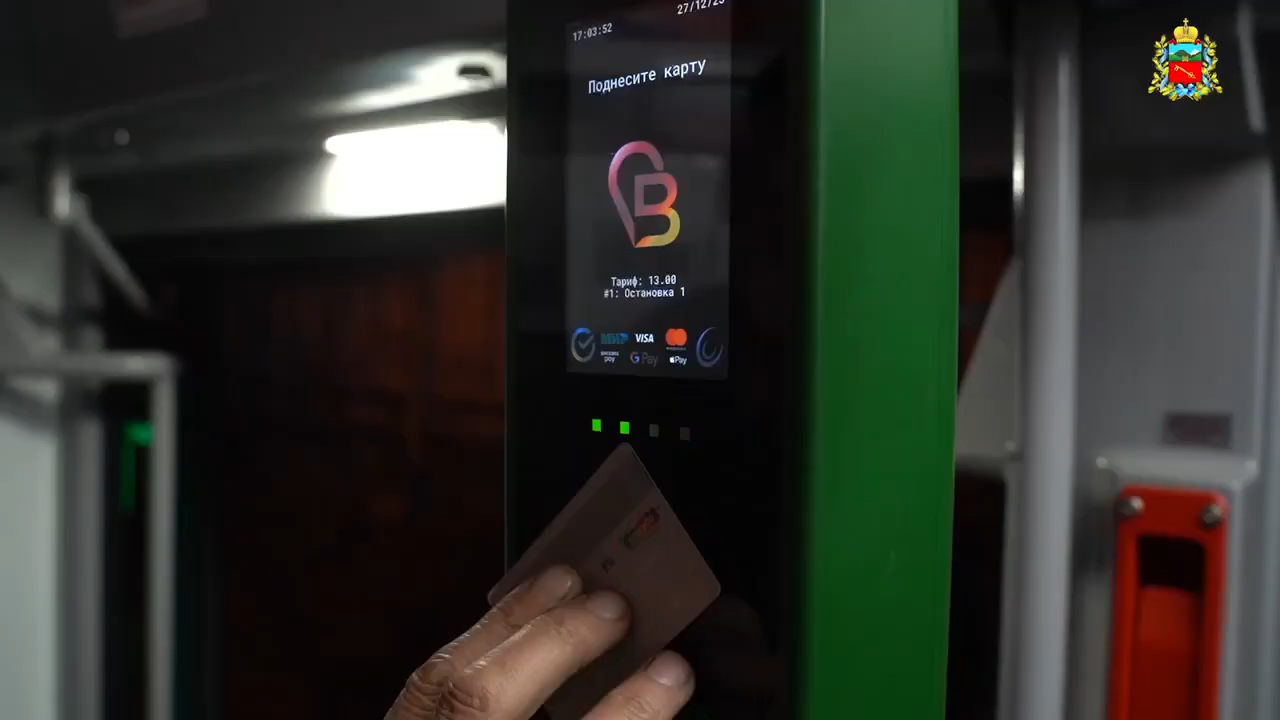 27/12/23
17:03:52
Поднесите карту
B
Тариф: 13.00
#1: Остановка 1
МИР VISA
G Pay Pay